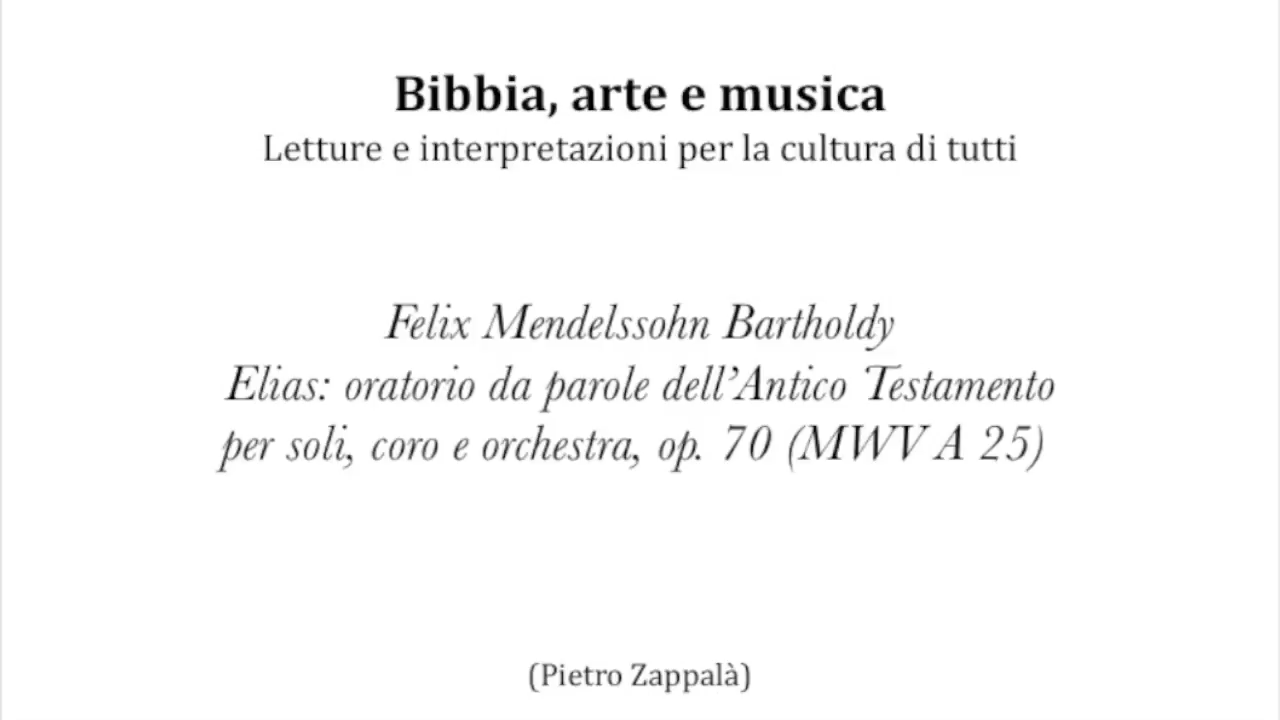 Bibbia, arte e musica
Letture e interpretazioni per la cultura di tutti
Felix Mendelssohn Bartholdy
Elias: oratorio da parole dell’Antico Testamento
per soli, coro e orchestra, op. 70 (MWV A 25)
(Pietro Zappalà)